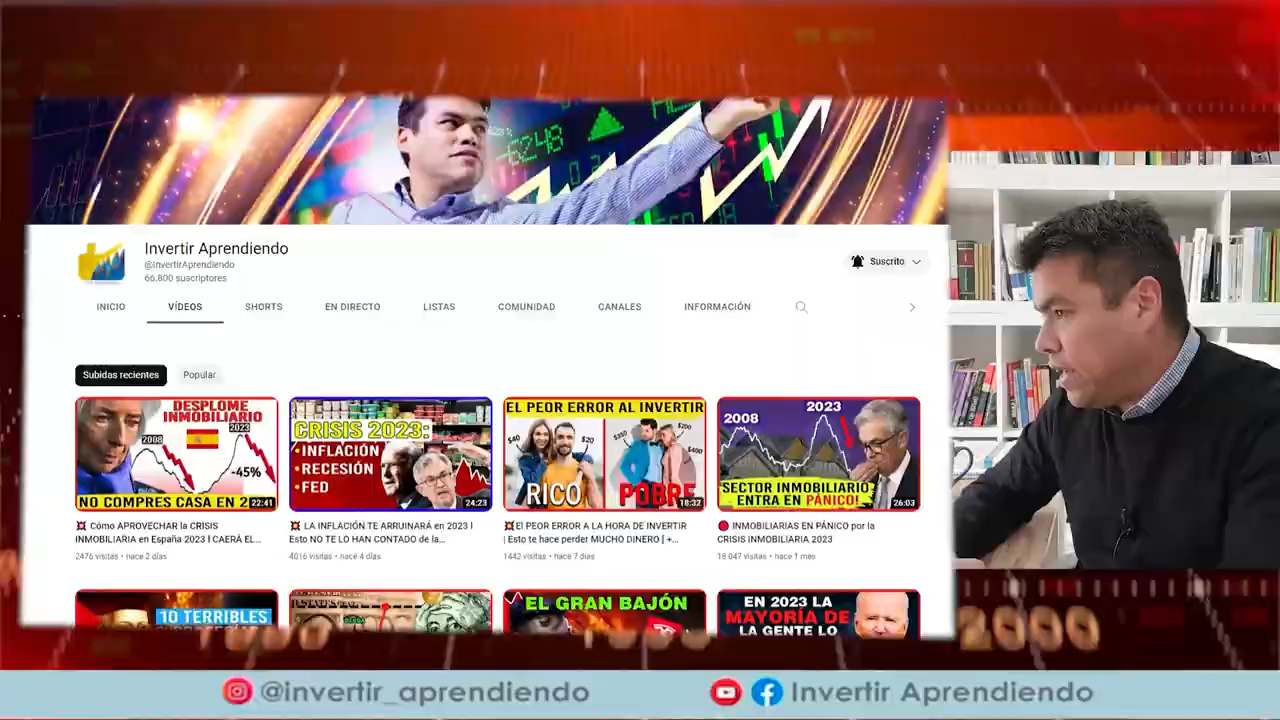 Invertir Aprendiendo
@InvertirAprendiendo
66.800 suscriptores
Suscrito
INICIO
VÍDEOS
SHORTS
EN DIRECTO
LISTAS
COMUNIDAD
CANALES
INFORMACIÓN
Subidas recientes
Popular
DESPLOME
INMOBILIARIO
2008
2023
-45%
NO COMPRES CASA EN 2
22:41
CRISIS 2023:
•INFLACIÓN
•RECESIÓN
•FED
24:23
EL PEOR ERROR AL INVERTIR
$40
$20
$350
$200
$400
RICO
POBRE
18:32
2008
2023
SECTOR INMOBILIARIO
ENTRA EN PÁNICO!
26:03
💥 Cómo APROVECHAR la CRISIS
INMOBILIARIA en España 2023 l CAERÁ EL...
2476 visitas • hace 2 días
💥 LA INFLACIÓN TE ARRUINARÁ en 2023 l
Esto NO TE LO HAN CONTADO de la...
4016 visitas • hace 4 días
💥El PEOR ERROR A LA HORA DE INVERTIR
| Esto te hace perder MUCHO DINERO | +...
1442 visitas • hace 7 días
🔴 INMOBILIARIAS EN PÁNICO por la
CRISIS INMOBILIARIA 2023
18.047 visitas • hace 1 mes
10 TERRIBLES
EL GRAN BAJÓN
EN 2023 LA
MAYORÍA DE
LA GENTE LO
2000
@invertir_aprendiendo
Invertir Aprendiendo